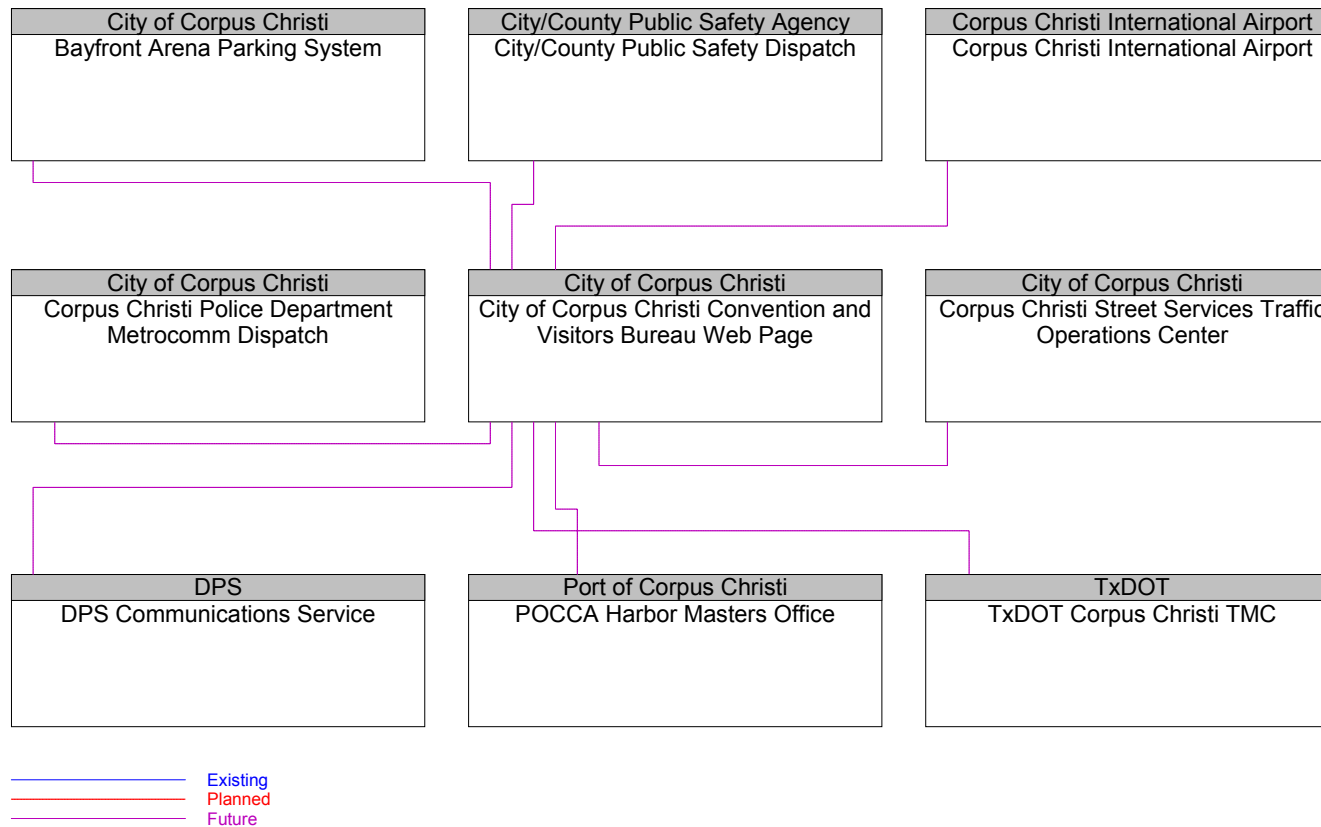 City of Corpus Christi
Bayfront Arena Parking System
City/County Public Safety Agency
City/County Public Safety Dispatch
Corpus Christi International Airport
Corpus Christi International Airport
City of Corpus Christi
Corpus Christi Police Department
Metrocomm Dispatch
City of Corpus Christi
City of Corpus Christi Convention and
Visitors Bureau Web Page
City of Corpus Christi
Corpus Christi Street Services Traffic
Operations Center
DPS
DPS Communications Service
Port of Corpus Christi
POCCA Harbor Masters Office
TxDOT
TxDOT Corpus Christi TMC
Existing
Planned
Future